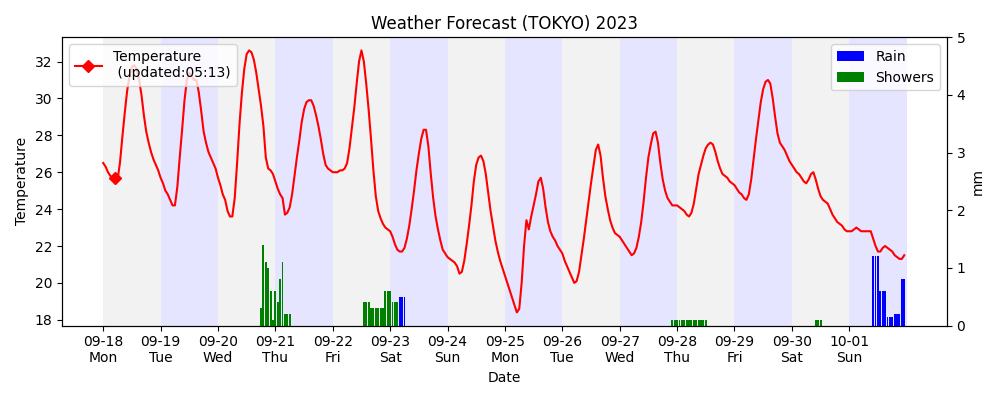 Weather Forecast (TOKYO) 2023
Temperature
(updated:05:13)
Rain
Showers
Temperature
32
30
28
26
24
22
20
18
5
4
3
2
1
0
mm
09-18 09-19 09-20 09-21 09-22 09-23 09-24 09-25 09-26 09-27 09-28 09-29 09-30 10-01
Mon Tue Wed Thu Fri Sat Sun Mon Tue Wed Thu Fri Sat Sun
Date